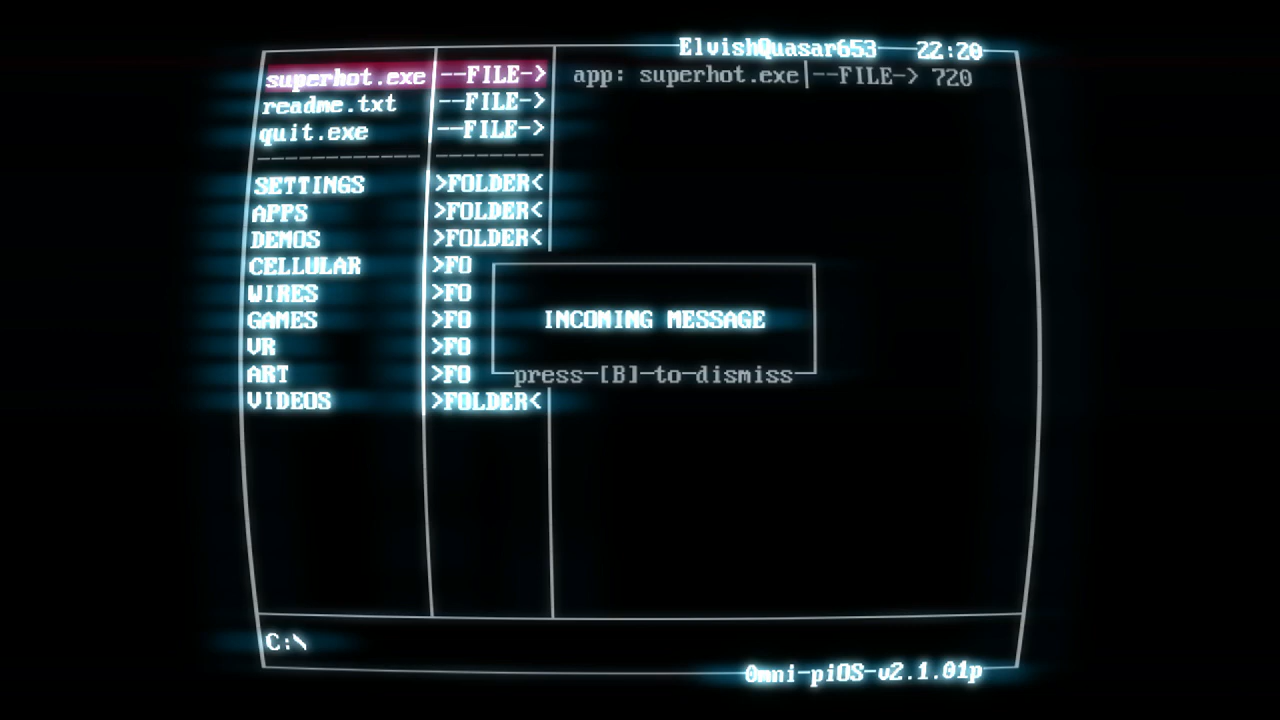 ElvishQuasar653 22:20
superhot.exe --FILE-> app: superhot.exe|--FILE-> 720
readme.txt --FILE->
quit.exe --FILE->
SETTINGS >FOLDER<
APPS >FOLDER<
DEMOS >FOLDER<
CELLULAR >FO
WIRES >FO
GAMES >FO
VR >FO
ART >FO
VIDEOS >FOLDER<
INCOMING MESSAGE
press-[B]-to-dismiss
C:\
Omni-piOS-v2.1.01p